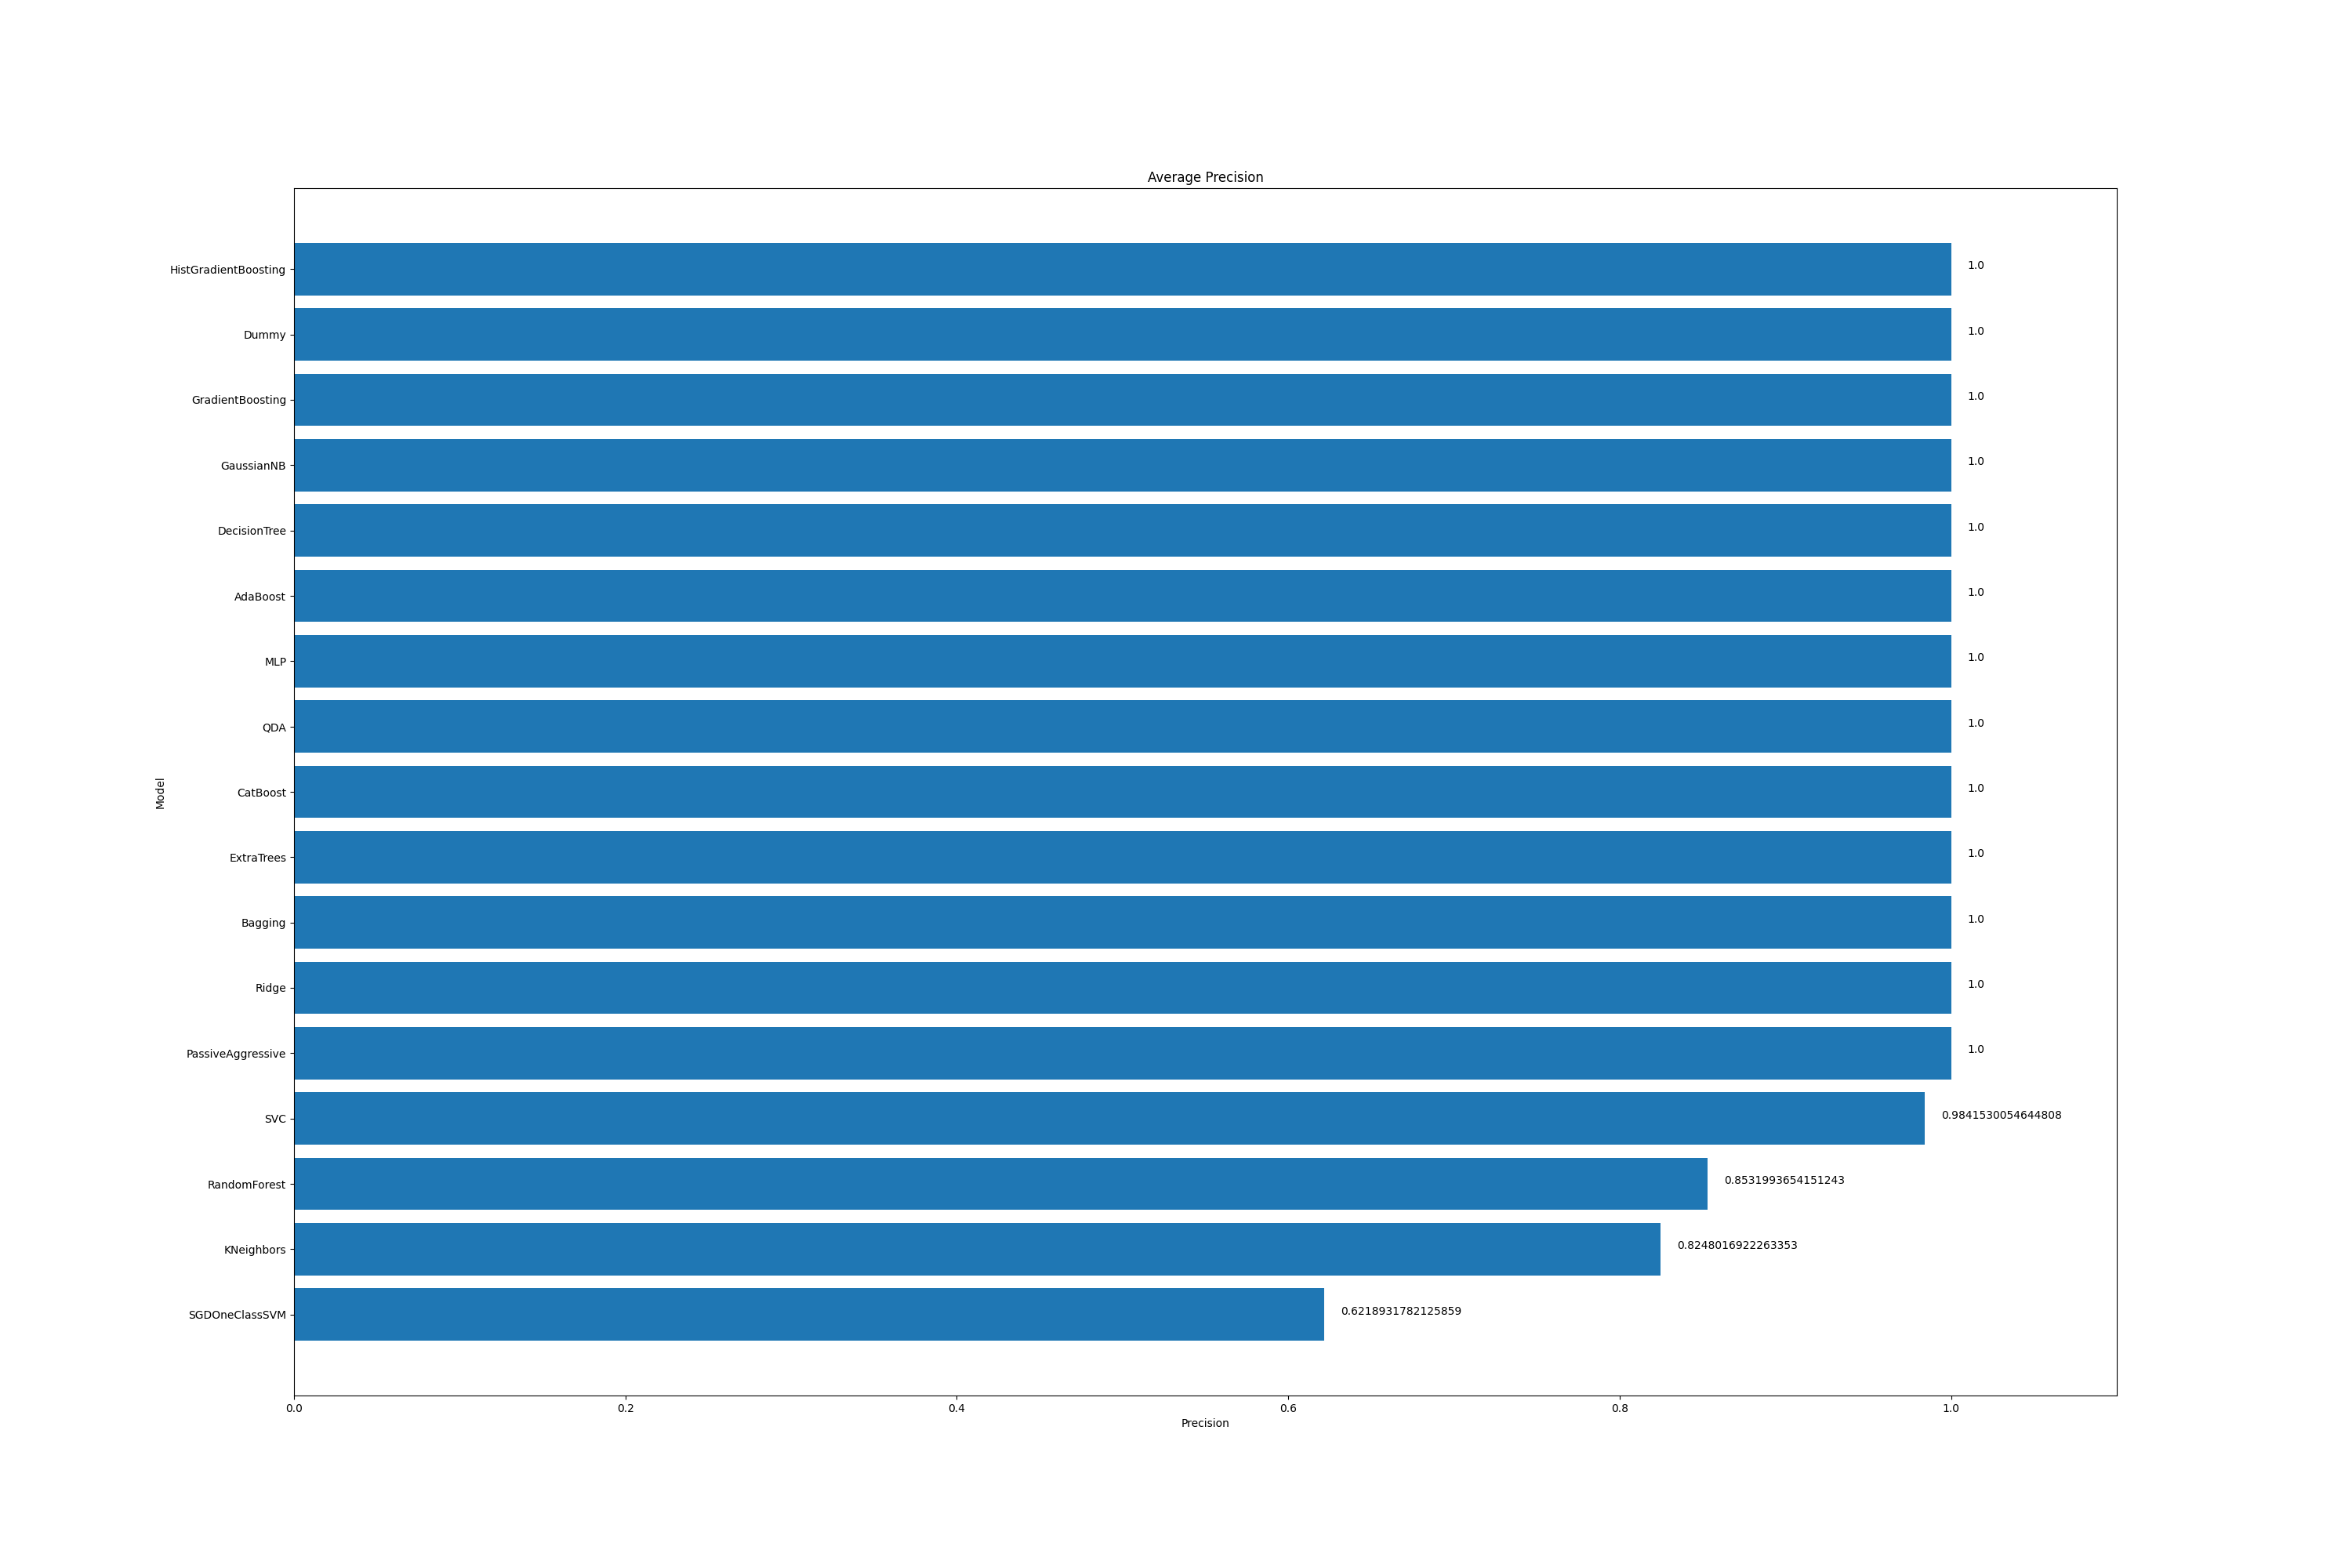 Average Precision
HistGradientBoosting 1.0
Dummy 1.0
GradientBoosting 1.0
GaussianNB 1.0
DecisionTree 1.0
AdaBoost 1.0
MLP 1.0
QDA 1.0
Model
CatBoost 1.0
ExtraTrees 1.0
Bagging 1.0
Ridge 1.0
PassiveAggressive 1.0
SVC 0.9841530054644808
RandomForest 0.8531993654151243
KNeighbors 0.8248016922263353
SGDOneClassSVM 0.6218931782125859
0.0 0.2 0.4 0.6 0.8 1.0
Precision